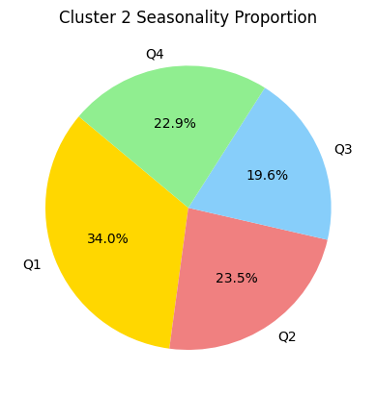 Cluster 2 Seasonality Proportion
Q4
22.9%
Q3
19.6%
34.0%
Q1
23.5%
Q2